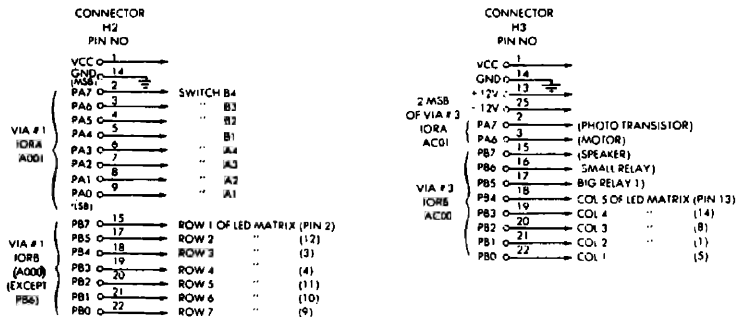 CONNECTOR
H2
PIN NO
VCC 1
GND 14
(MSB)
PA7 2 SWITCH B4
PA6 3 " B3
PA5 4 " B2
PA4 5 " B1
PA3 6 " A4
PA2 7 " A3
PA1 8 " A2
PA0 9 " A1
(LSB)
VIA #1
IORA
A001
PB7 15 ROW 1 OF LED MATRIX (PIN 2)
PB5 17 ROW 2 " (12)
PB4 18 ROW 3 " (3)
PB3 19 ROW 4 " (4)
PB2 20 ROW 5 " (11)
PB1 21 ROW 6 " (10)
PB0 22 ROW 7 " (9)
VIA #1
IORB
(A000)
(EXCEPT
PB6)
CONNECTOR
H3
PIN NO
VCC 1
GND 14
+12V 13
-12V 25
2 MSB
OF VIA #3
IORA
AC01
PA7 2 (PHOTO TRANSISTOR)
PA6 3 (MOTOR)
VIA #3
IORB
AC00
PB7 15 (SPEAKER)
PB6 16 SMALL RELAY)
PB5 17 BIG RELAY 1)
PB4 18 COL 5 OF LED MATRIX (PIN 13)
PB3 19 COL 4 " (14)
PB2 20 COL 3 " (8)
PB1 21 COL 2 " (1)
PB0 22 COL 1 (5)